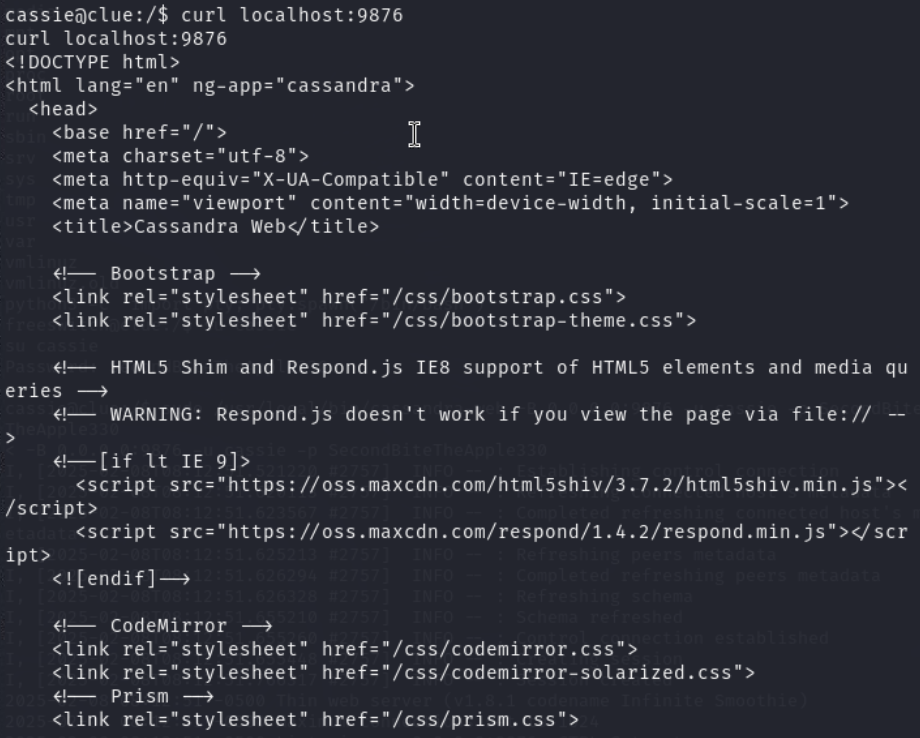 cassie@clue:/$ curl localhost:9876
curl localhost:9876
<!DOCTYPE html>
<html lang="en" ng-app="cassandra">
  <head>
    <base href="/">
    <meta charset="utf-8">
    <meta http-equiv="X-UA-Compatible" content="IE=edge">
    <meta name="viewport" content="width=device-width, initial-scale=1">
    <title>Cassandra Web</title>

    <!-- Bootstrap -->
    <link rel="stylesheet" href="/css/bootstrap.css">
    <link rel="stylesheet" href="/css/bootstrap-theme.css">

    <!-- HTML5 Shim and Respond.js IE8 support of HTML5 elements and media qu
eries -->
    <!-- WARNING: Respond.js doesn't work if you view the page via file:// --
>
    <!--[if lt IE 9]>
      <script src="https://oss.maxcdn.com/html5shiv/3.7.2/html5shiv.min.js"><
/script>
      <script src="https://oss.maxcdn.com/respond/1.4.2/respond.min.js"></scr
ipt>
    <![endif]-->

    <!-- CodeMirror -->
    <link rel="stylesheet" href="/css/codemirror.css">
    <link rel="stylesheet" href="/css/codemirror-solarized.css">
    <!-- Prism -->
    <link rel="stylesheet" href="/css/prism.css">